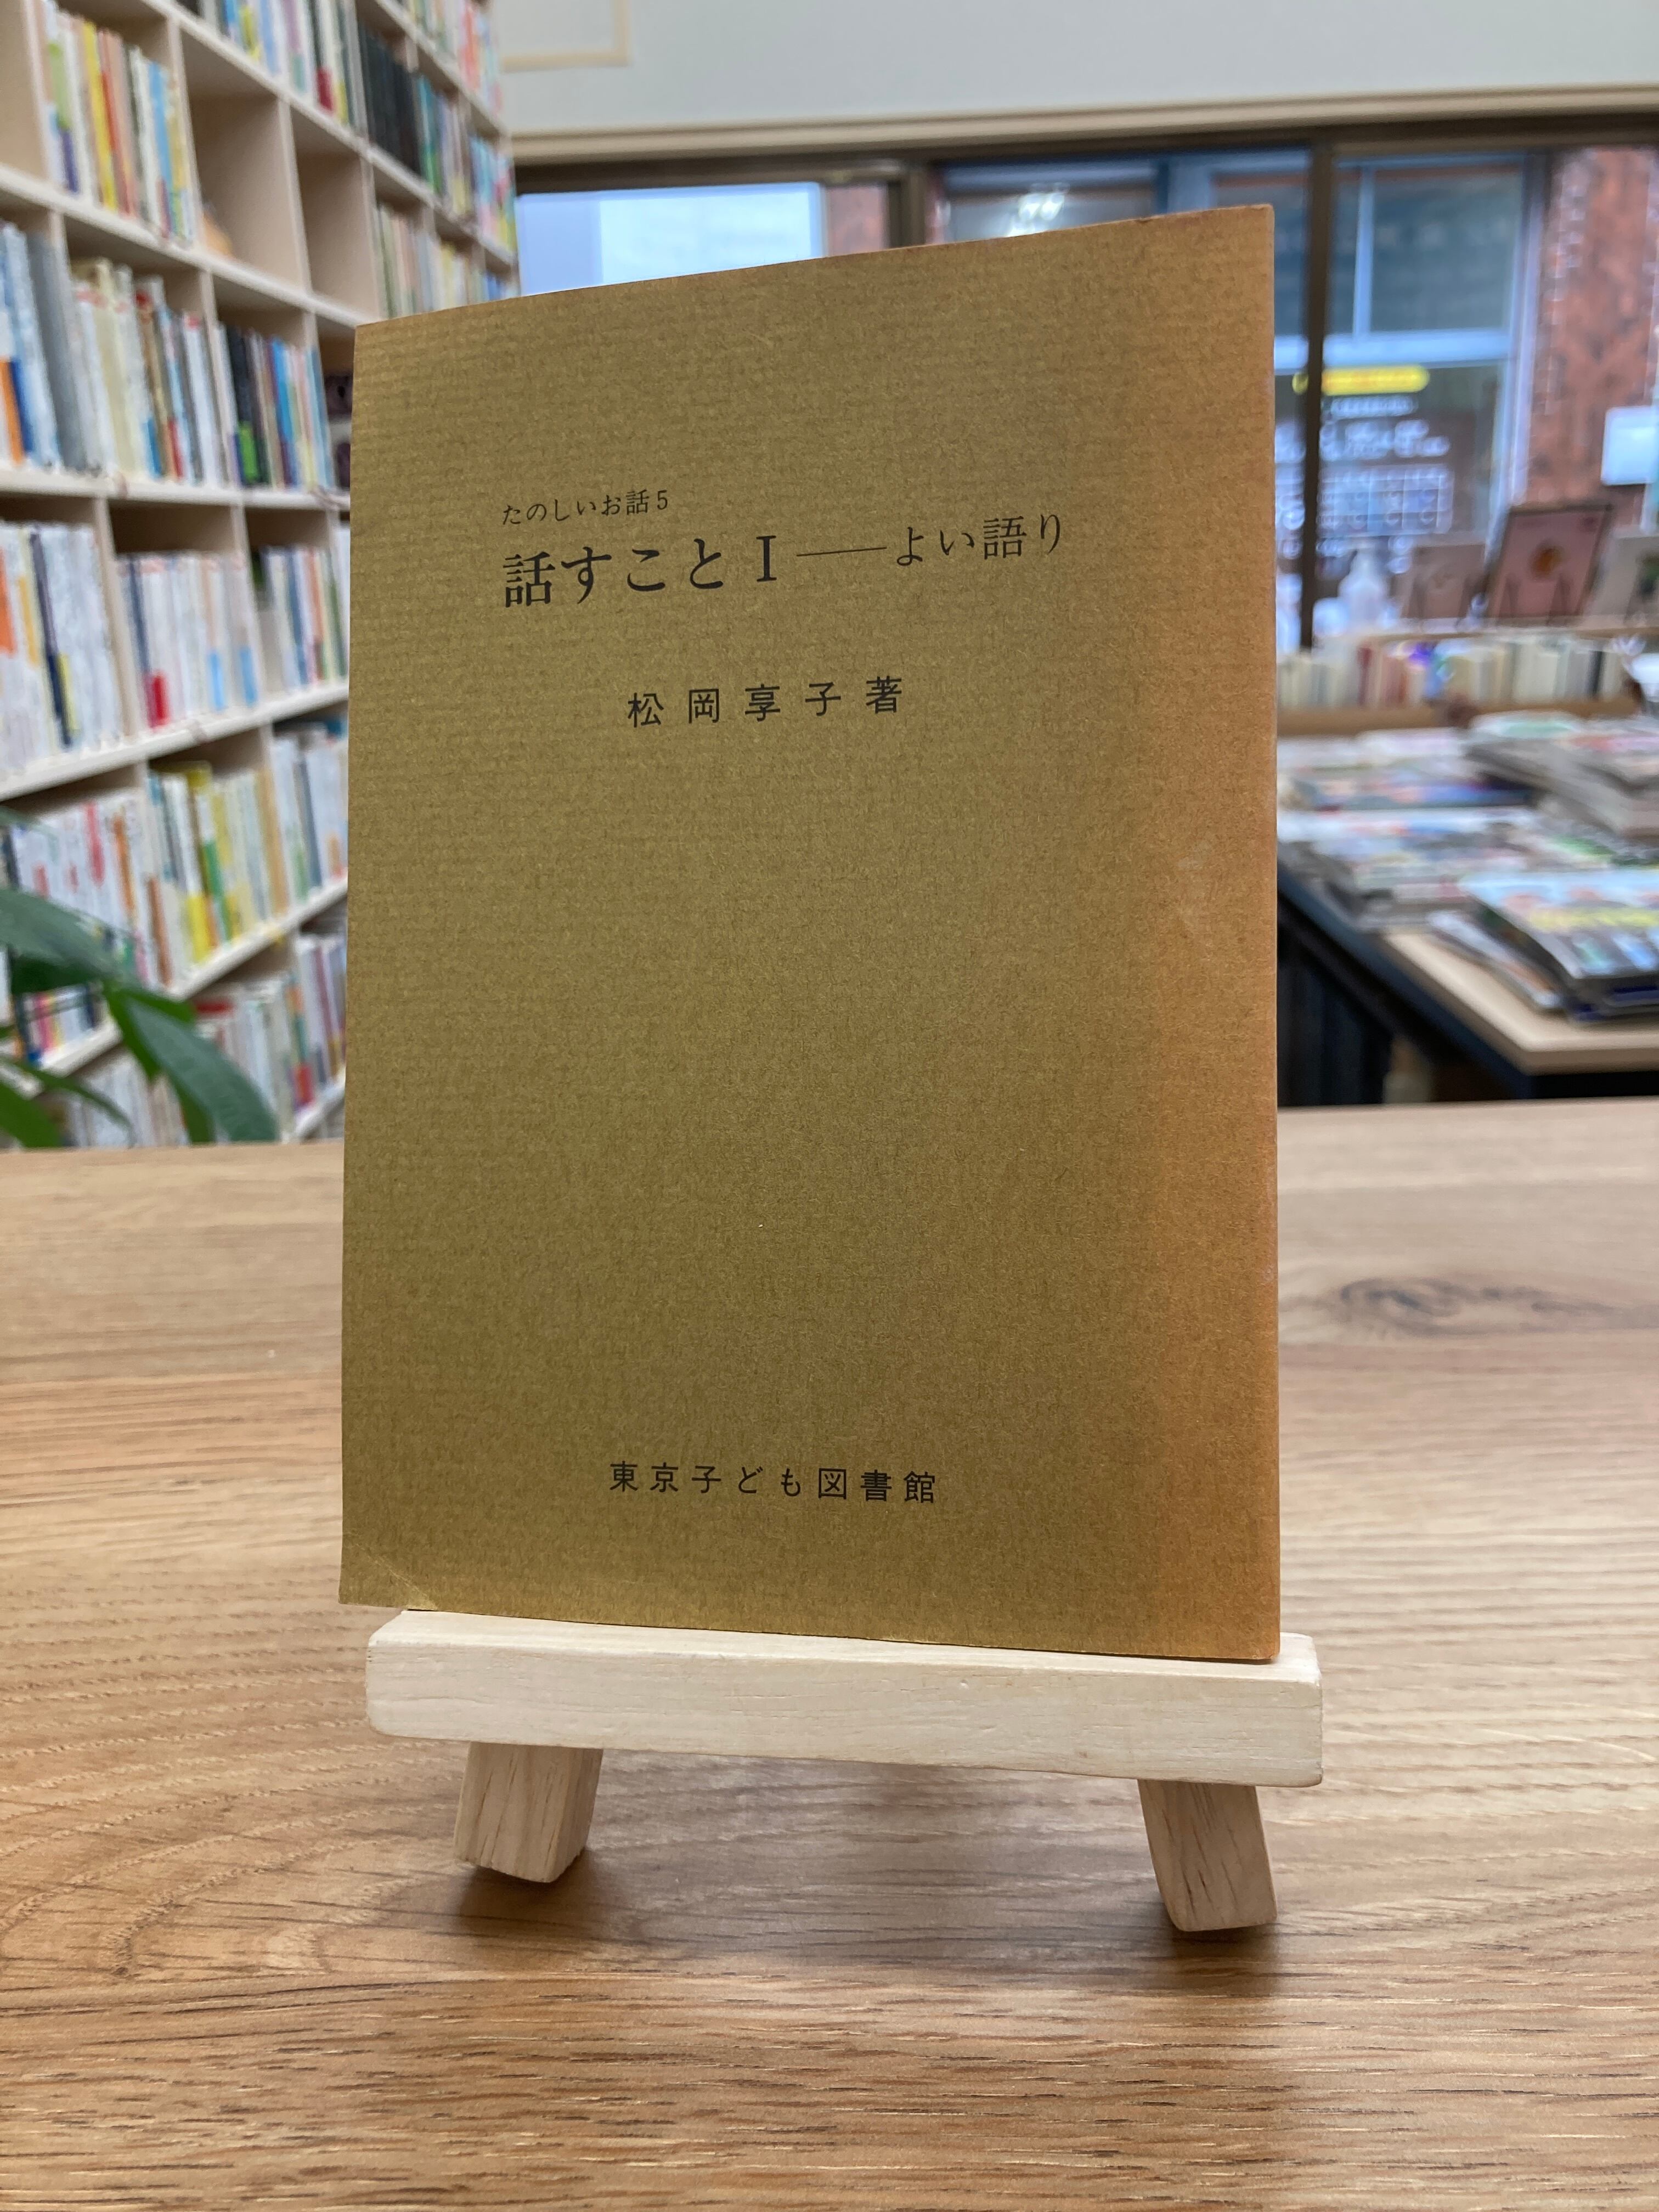 たのしいお話5
話すことI──よい語り
松岡享子著
東京子ども図書館